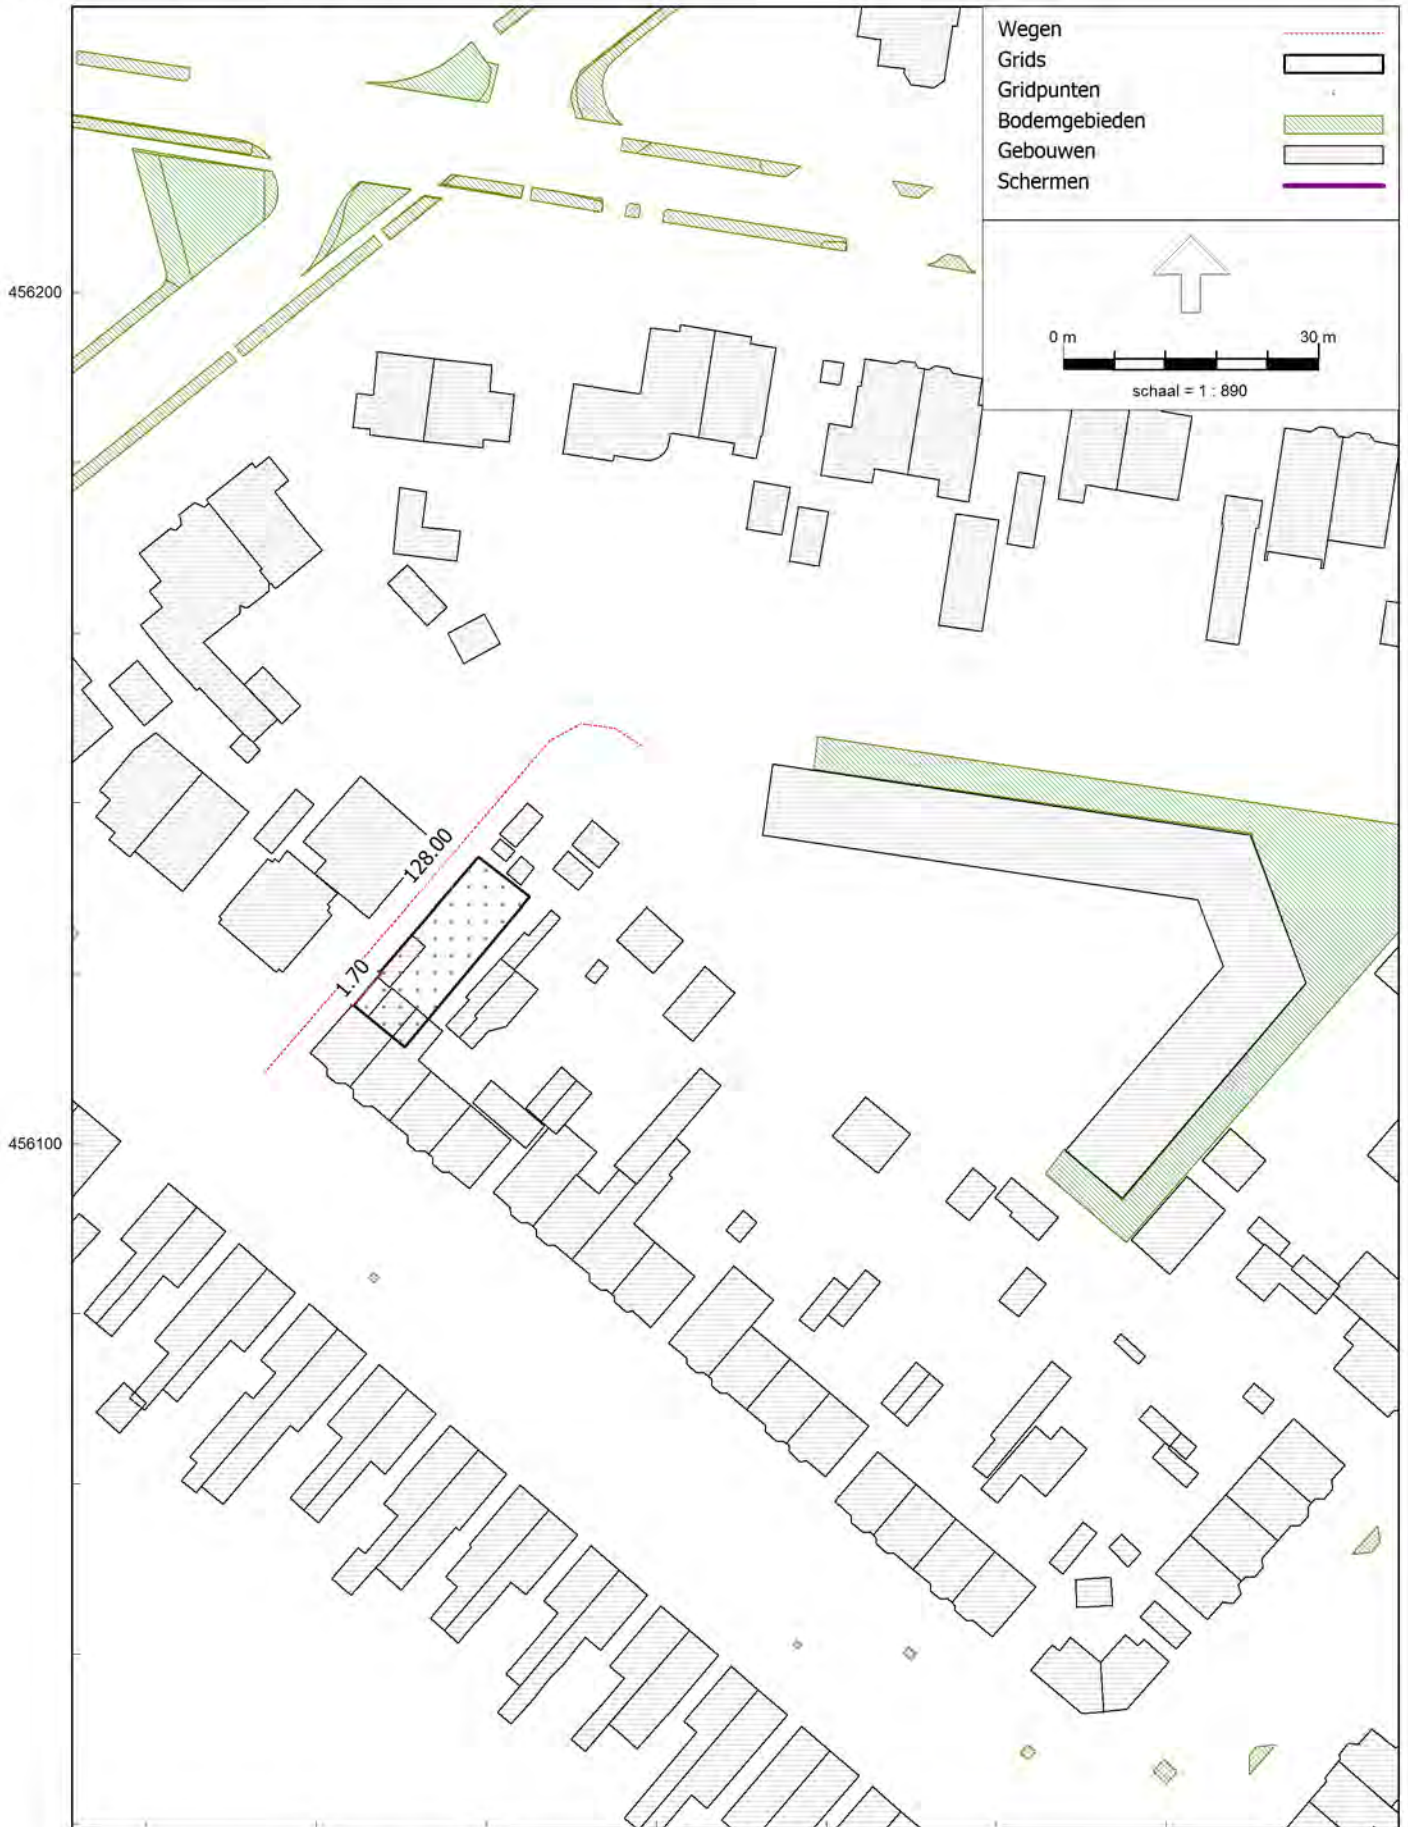 Wegen
Grids
Gridpunten
Bodemgebieden
Gebouwen
Schermen
456200
0 m 30 m
schaal = 1 : 890
128.00
1.70
456100